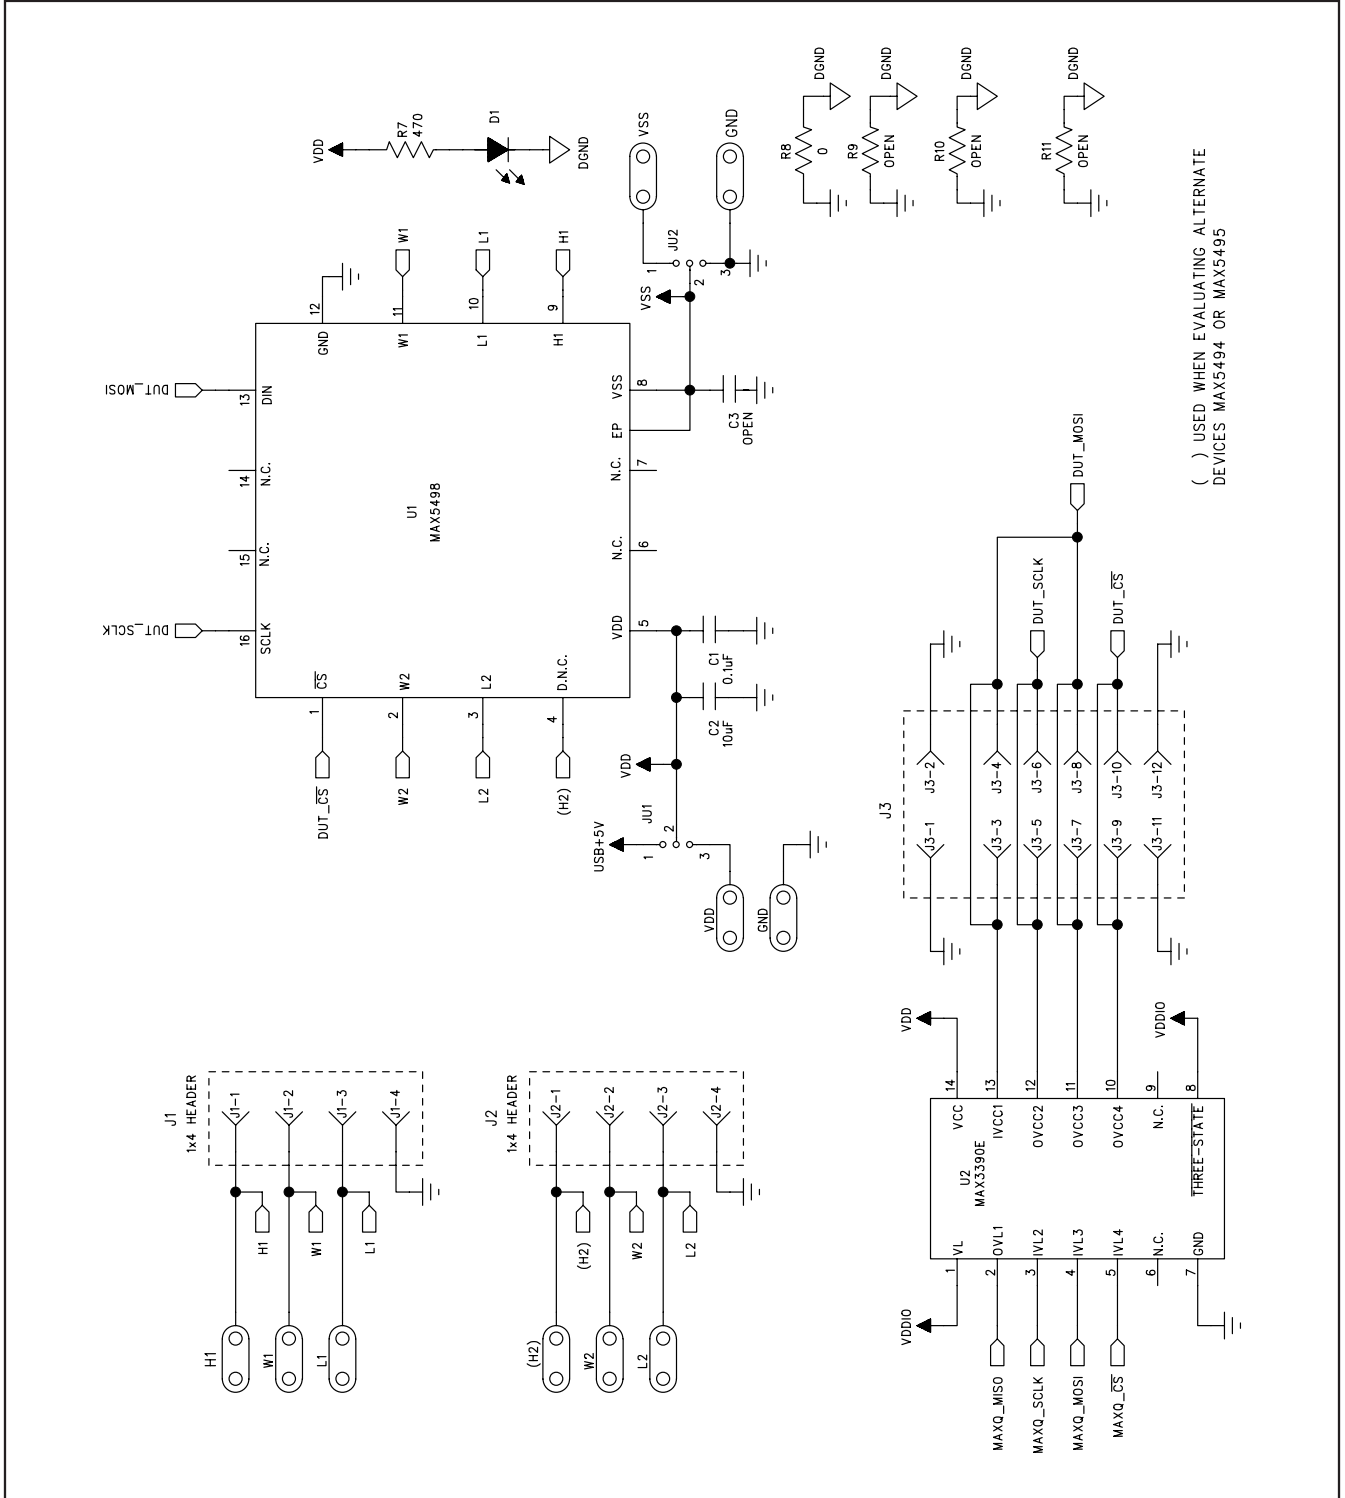 VDD
R7
470
D1
DGND
VSS
GND
R8
0
DGND
R9
OPEN
DGND
R10
OPEN
DGND
R11
OPEN
DGND
JU2
1
2
3
VSS
( ) USED WHEN EVALUATING ALTERNATE
DEVICES MAX5494 OR MAX5495
U1
MAX5498
12
GND
11
W1
W1
10
L1
L1
9
H1
H1
DUT_MOSI
13
DIN
14
N.C.
15
N.C.
DUT_SCLK
16
SCLK
8
VSS
EP
7
N.C.
6
N.C.
5
VDD
1
CS
DUT_CS
2
W2
W2
3
L2
L2
4
D.N.C.
(H2)
C3
OPEN
C1
0.1uF
C2
10uF
VDD
USB+5V
JU1
1
2
3
VDD
GND
J3
J3-1
J3-2
J3-3
J3-4
J3-5
J3-6
J3-7
J3-8
J3-9
J3-10
J3-11
J3-12
DUT_MOSI
DUT_SCLK
DUT_CS
J1
1x4 HEADER
J1-1
J1-2
J1-3
J1-4
H1
W1
L1
H1
W1
L1
J2
1x4 HEADER
J2-1
J2-2
J2-3
J2-4
(H2)
W2
L2
(H2)
W2
L2
U2
MAX3390E
VDD
14
VCC
13
IVCC1
12
OVCC2
11
OVCC3
10
OVCC4
9
N.C.
8
THREE-STATE
VDDIO
VDDIO
1
VL
2
OVL1
3
IVL2
4
IVL3
5
IVL4
6
N.C.
7
GND
MAXQ_MISO
MAXQ_SCLK
MAXQ_MOSI
MAXQ_CS